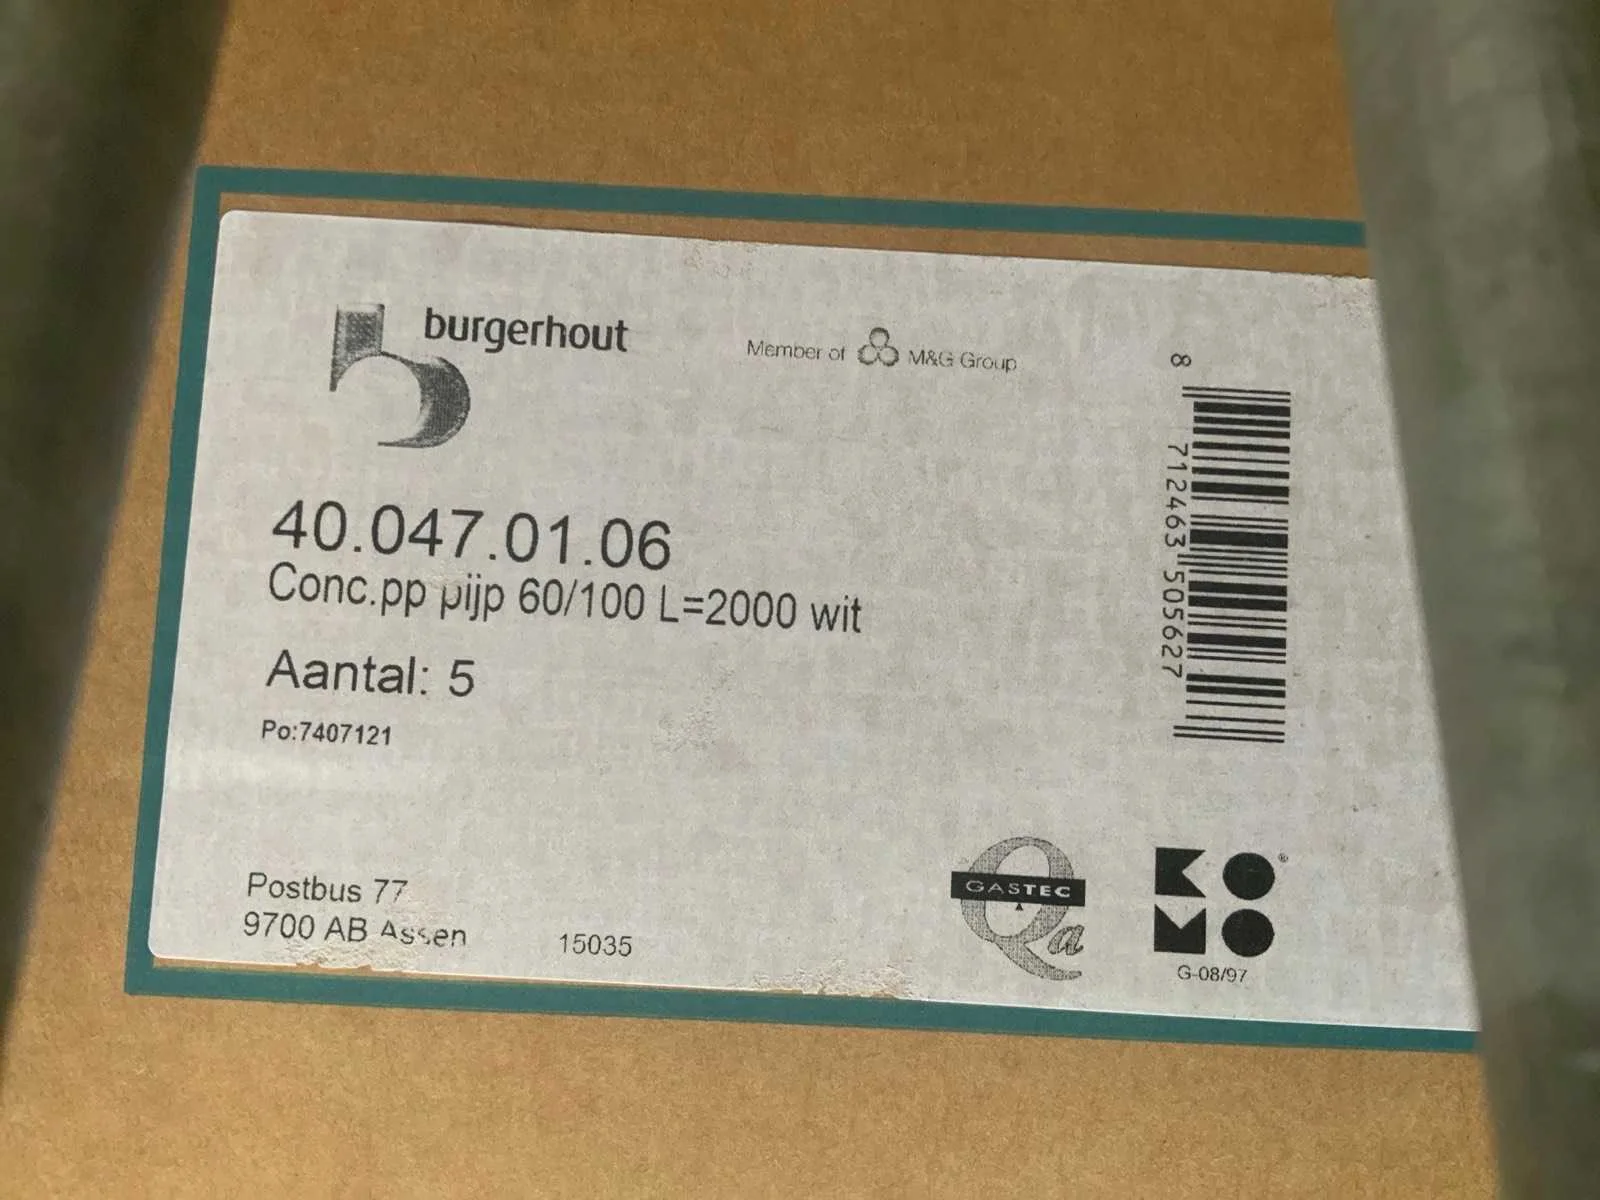 burgerhout
Member of M&G Group
40.047.01.06
Conc.pp pijp 60/100 L=2000 wit
Aantal: 5
Po:7407121
8 712463 505627
Postbus 77
9700 AB Assen
15035
GASTEC
Qa
KOMO®
G-08/97